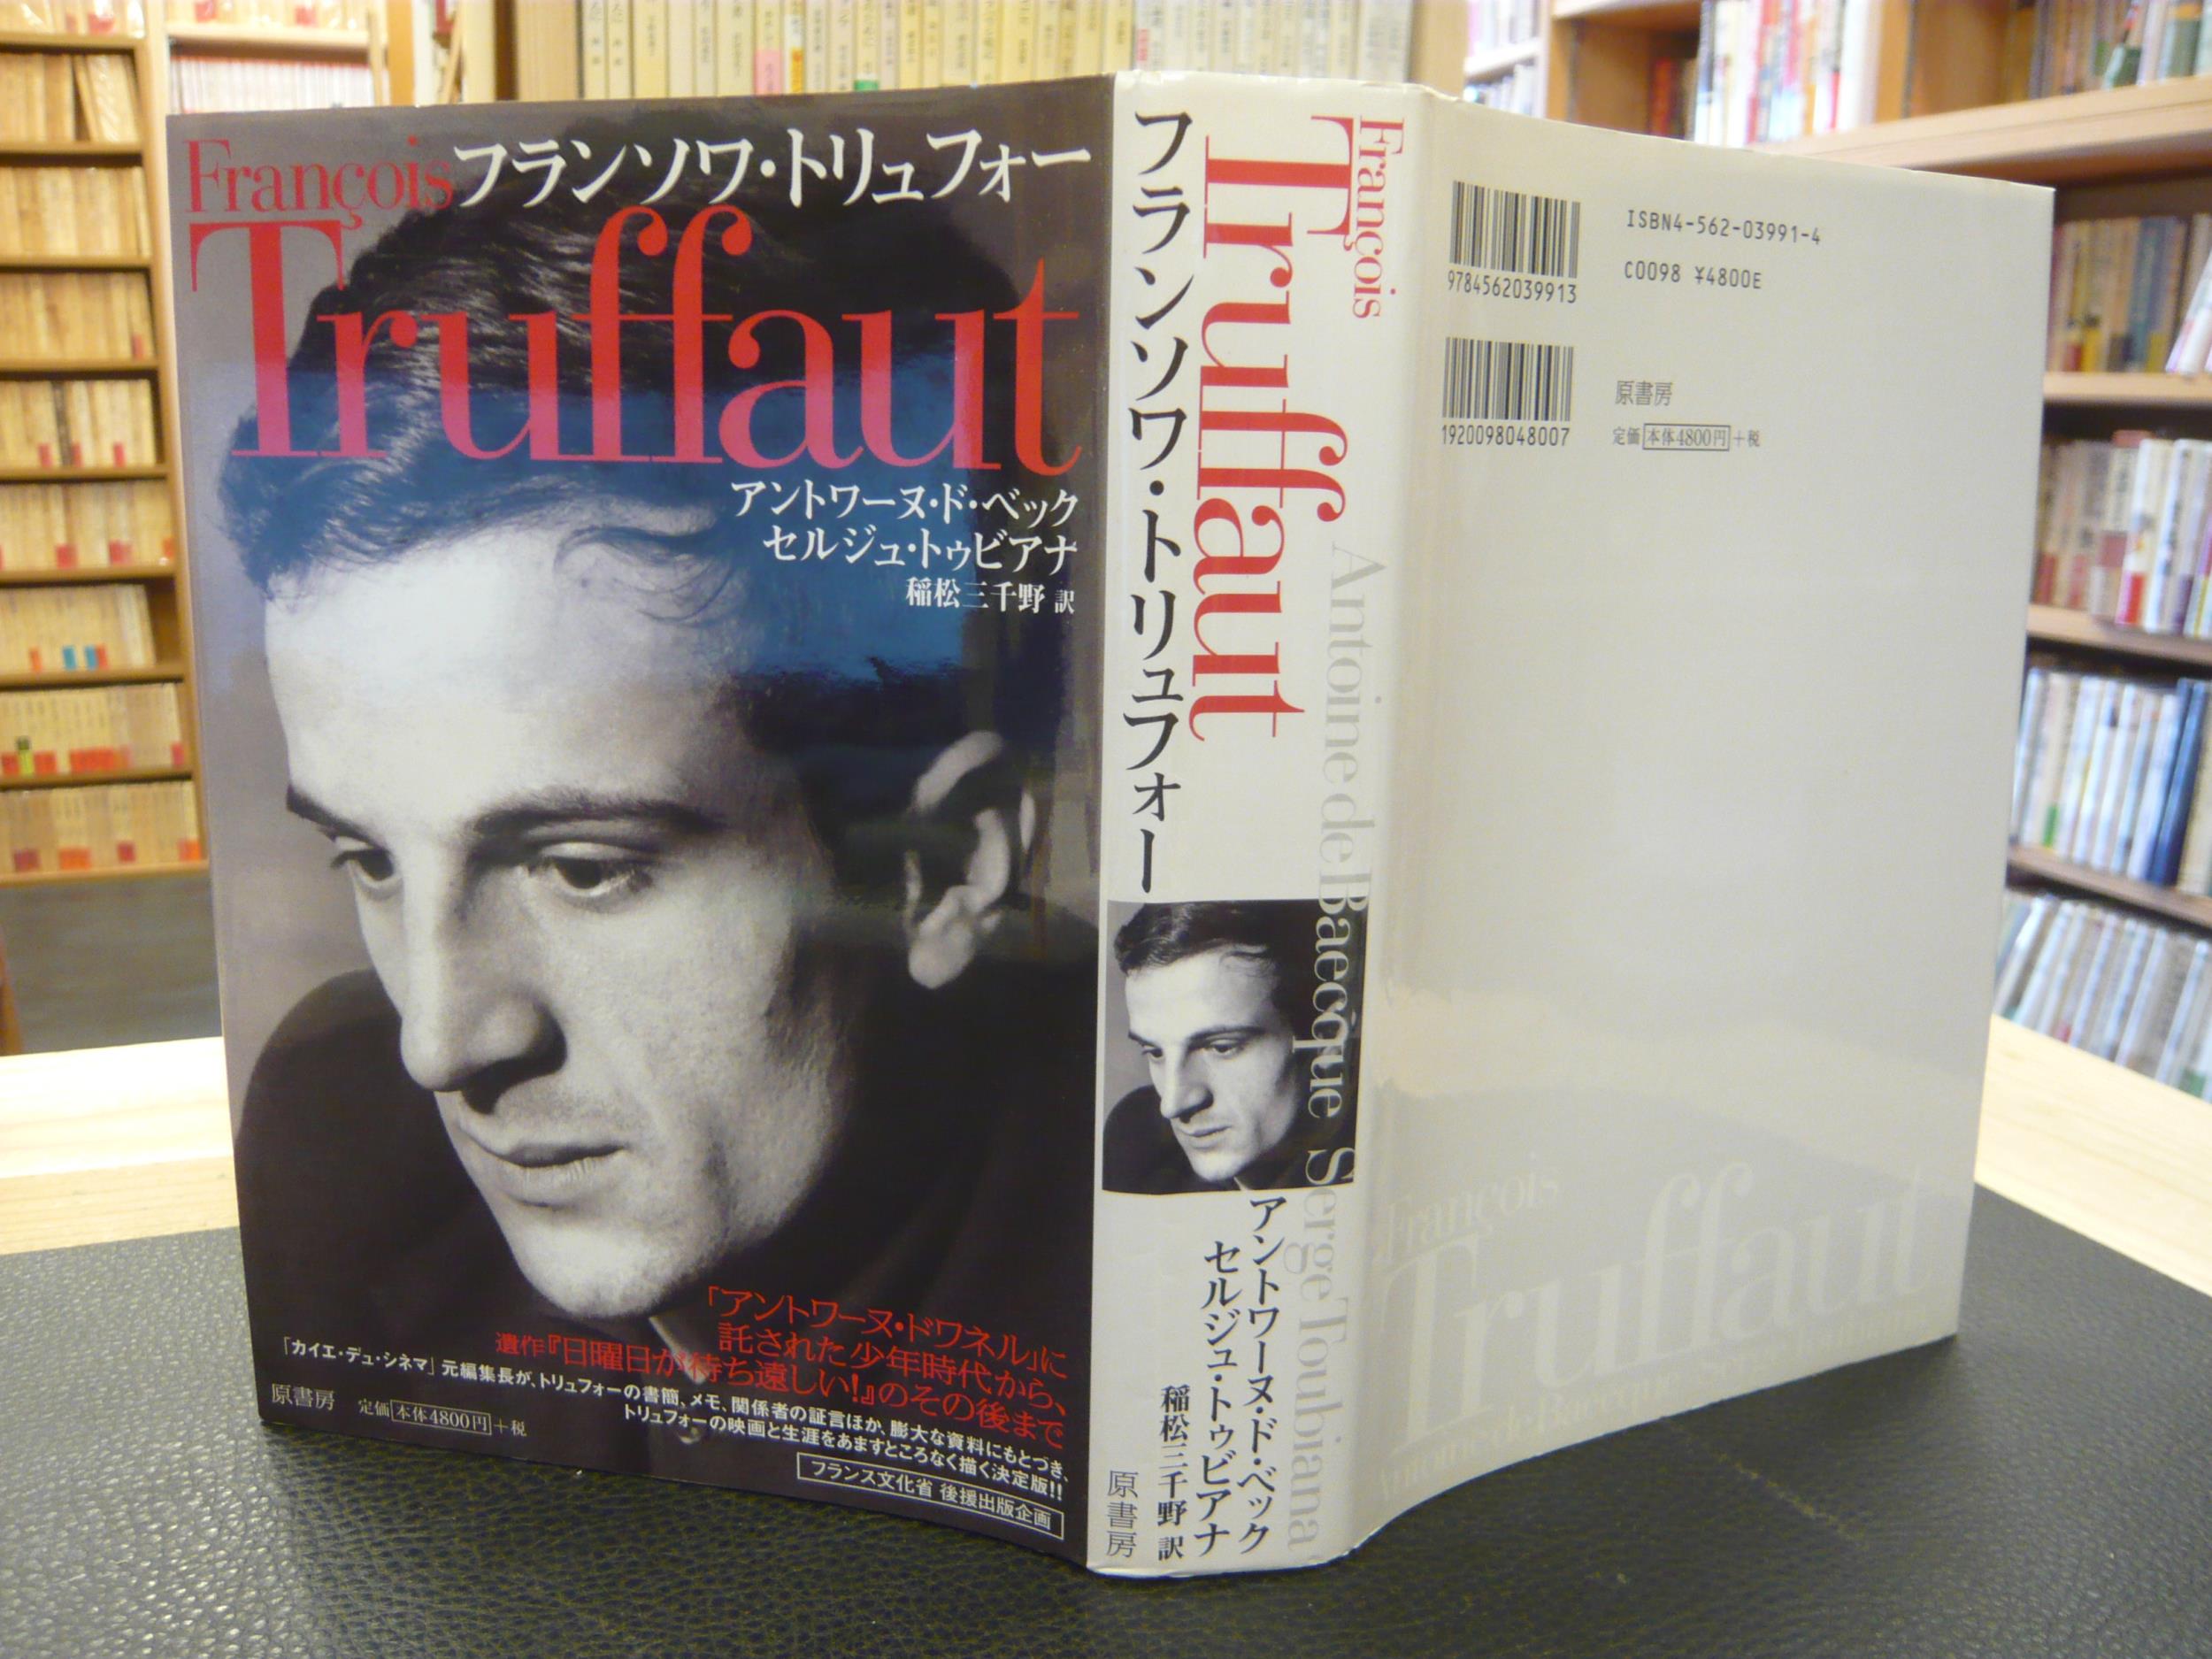 François フランソワ・トリュフォー
Truffaut
アントワーヌ・ド・ベック
セルジュ・トゥビアナ
稲松三千野 訳
「アントワーヌ・ドワネル」に
託された少年時代から、
遺作『日曜日が待ち遠しい!』のその後まで
「カイエ・デュ・シネマ」元編集長が、トリュフォーの書簡、メモ、関係者の証言ほか、膨大な資料にもとづき、
トリュフォーの映画と生涯をあますところなく描く決定版!!
原書房 定価 本体4800円 +税
フランス文化省 後援出版企画
フランソワ・トリュフォー
François
Truffaut
Antoine de Baecque Serge Toubiana
アントワーヌ・ド・ベック
セルジュ・トゥビアナ
稲松三千野 訳
原書房
9784562039913
ISBN4-562-03991-4
C0098 ¥4800E
1920098048007
原書房
定価 本体4800円 +税
François
Truffaut